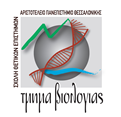 ΑΡΙΣΤΟΤΕΛΕΙΟ ΠΑΝΕΠΙΣΤΗΜΙΟ ΘΕΣΣΑΛΟΝΙΚΗΣ
ΣΧΟΛΗ ΘΕΤΙΚΩΝ ΕΠΙΣΤΗΜΩΝ
τμημα βιολογιας